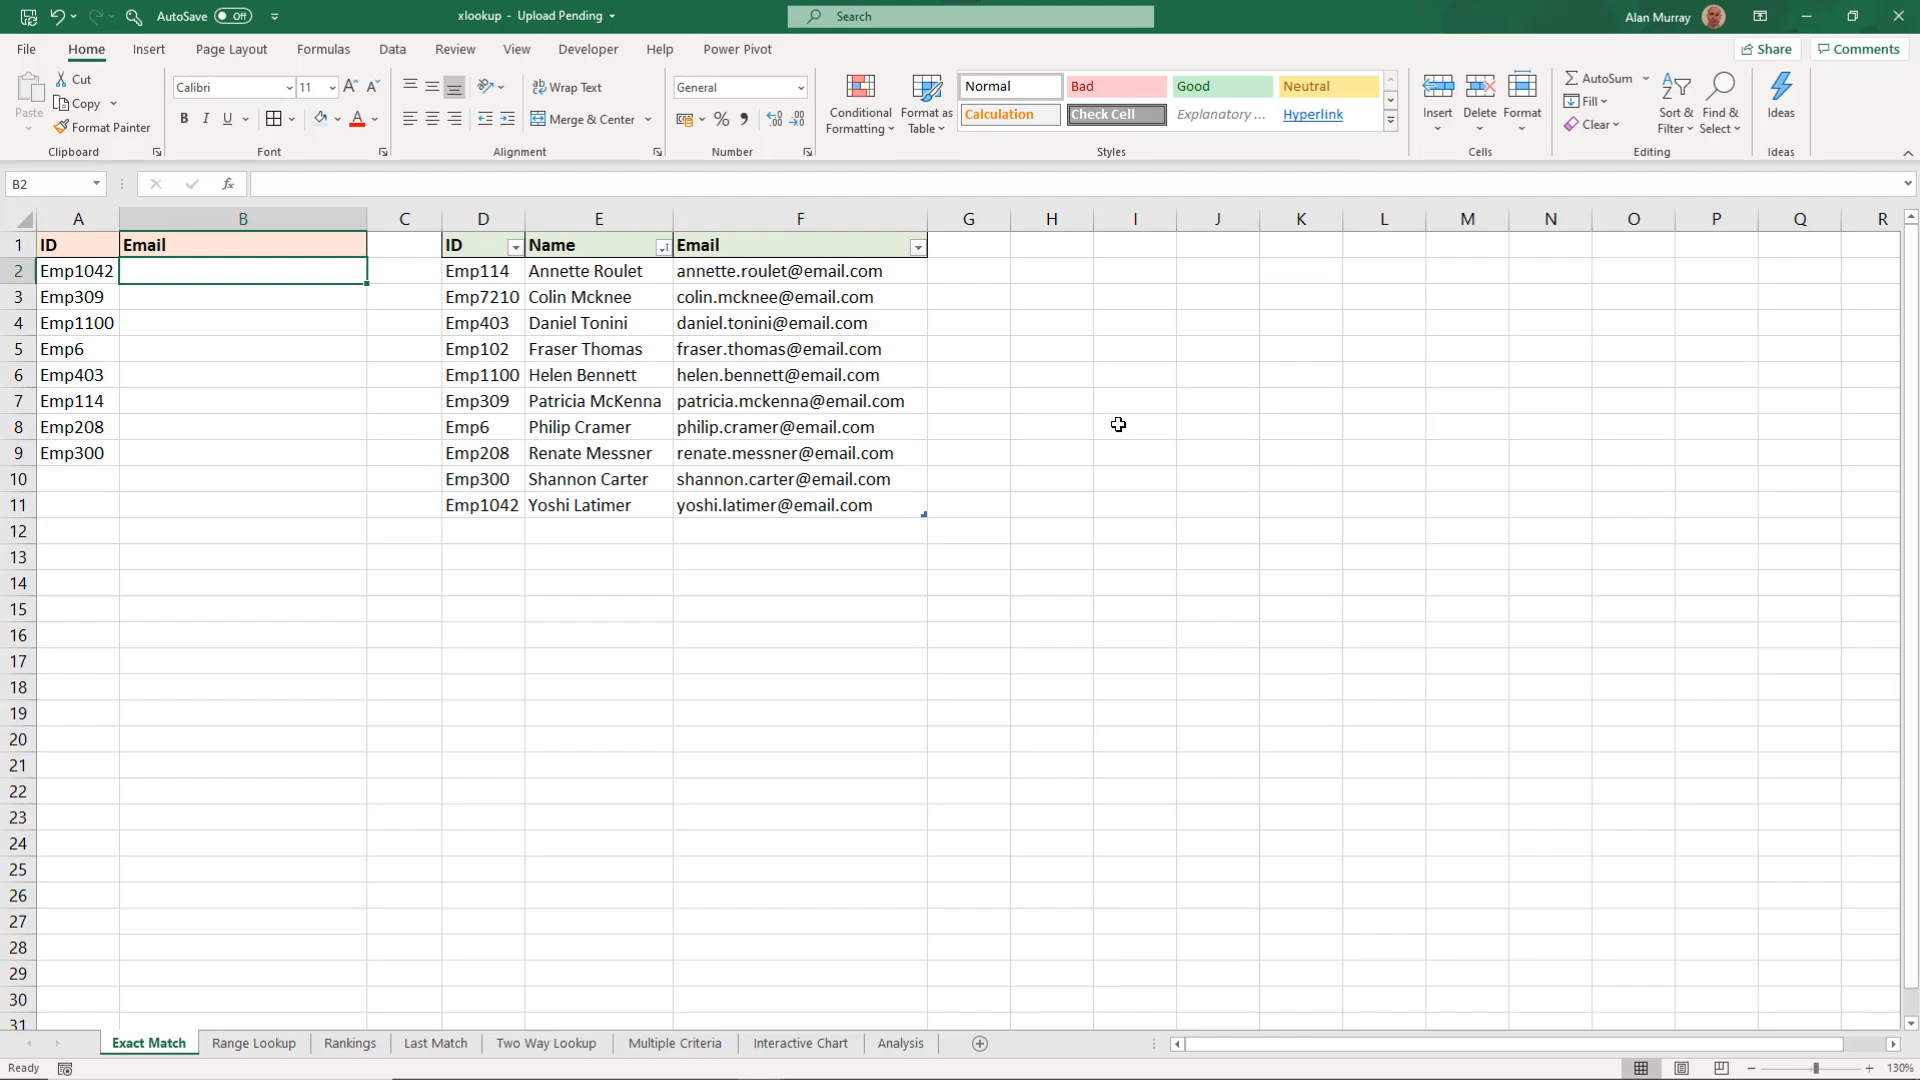 AutoSave Off xlookup - Upload Pending Search Alan Murray
File Home Insert Page Layout Formulas Data Review View Developer Help Power Pivot Share Comments
Paste Cut Copy Format Painter Clipboard
Calibri 11 A A B I U A Font
Wrap Text Merge & Center Alignment
General % Number
Conditional Formatting Format as Table
Normal Bad Good Neutral
Calculation Check Cell Explanatory ... Hyperlink
Styles
Insert Delete Format Cells
AutoSum Fill Clear Sort & Filter Find & Select Editing
Ideas Ideas
B2 fx
A B C D E F G H I J K L M N O P Q R
1 ID Email ID Name Email
2 Emp1042 Emp114 Annette Roulet annette.roulet@email.com
3 Emp309 Emp7210 Colin Mcknee colin.mcknee@email.com
4 Emp1100 Emp403 Daniel Tonini daniel.tonini@email.com
5 Emp6 Emp102 Fraser Thomas fraser.thomas@email.com
6 Emp403 Emp1100 Helen Bennett helen.bennett@email.com
7 Emp114 Emp309 Patricia McKenna patricia.mckenna@email.com
8 Emp208 Emp6 Philip Cramer philip.cramer@email.com
9 Emp300 Emp208 Renate Messner renate.messner@email.com
10 Emp300 Shannon Carter shannon.carter@email.com
11 Emp1042 Yoshi Latimer yoshi.latimer@email.com
12
13
14
15
16
17
18
19
20
21
22
23
24
25
26
27
28
29
30
31
Exact Match Range Lookup Rankings Last Match Two Way Lookup Multiple Criteria Interactive Chart Analysis
Ready 130%